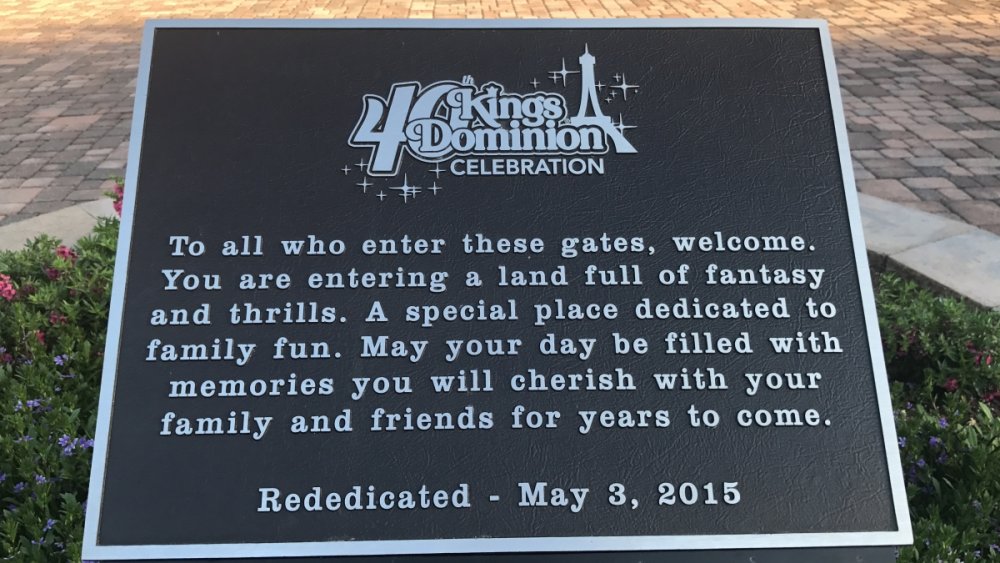 40th Kings
Dominion
CELEBRATION
To all who enter these gates, welcome.
You are entering a land full of fantasy
and thrills. A special place dedicated to
family fun. May your day be filled with
memories you will cherish with your
family and friends for years to come.
Rededicated - May 3, 2015